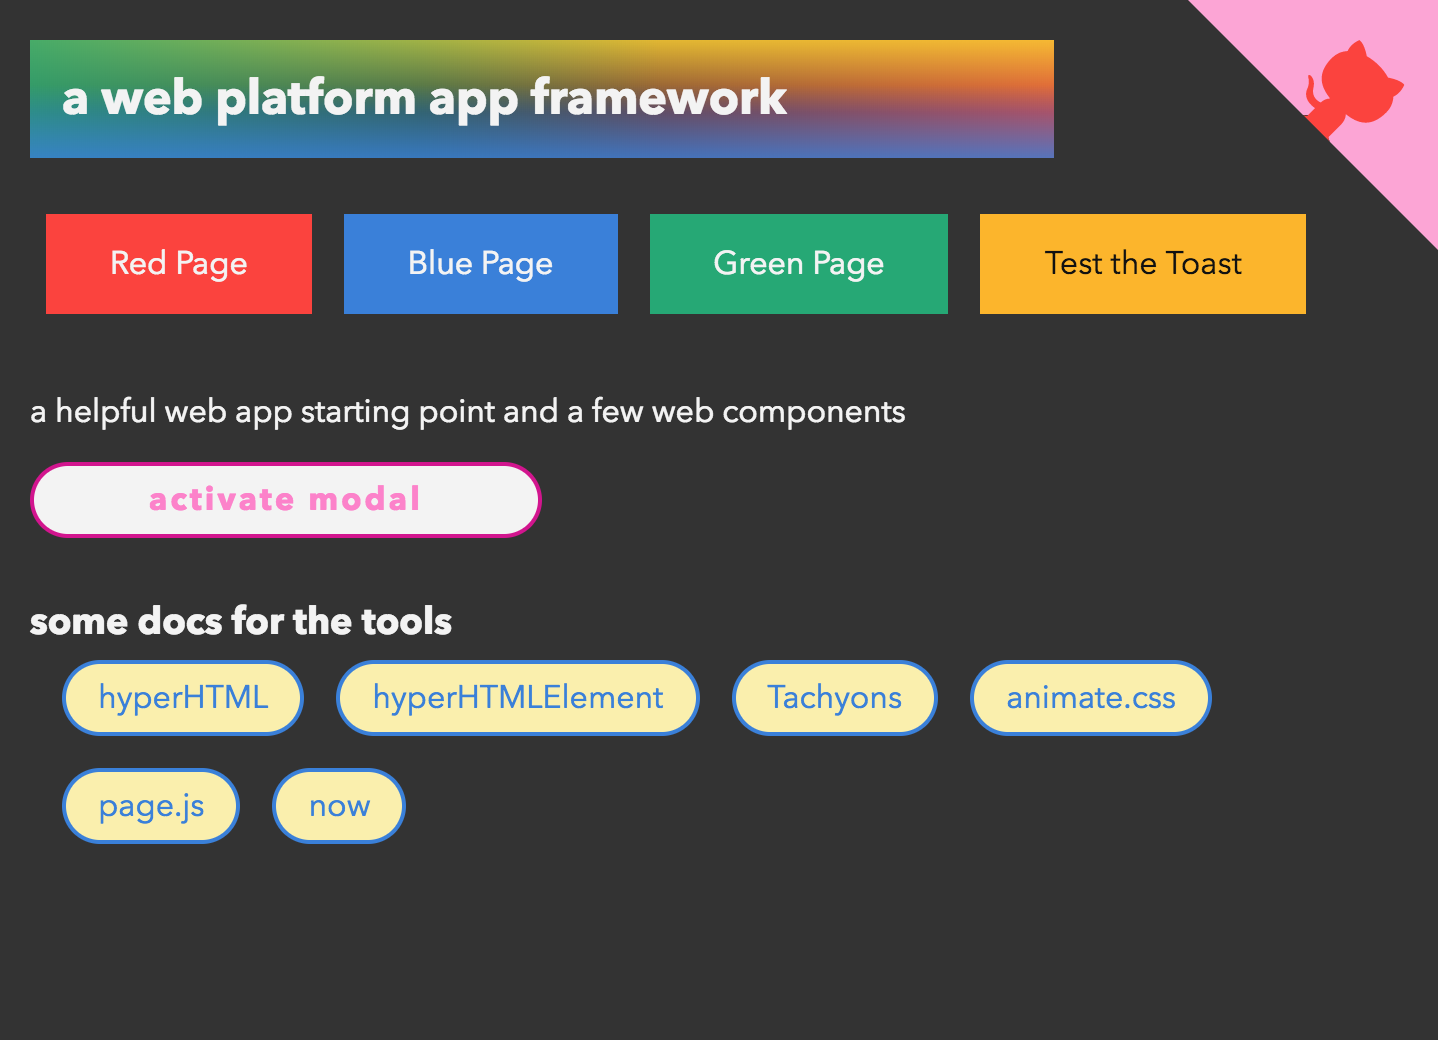 a web platform app framework
Red Page Blue Page Green Page Test the Toast
a helpful web app starting point and a few web components
activate modal
some docs for the tools
hyperHTML hyperHTMLElement Tachyons animate.css
page.js now